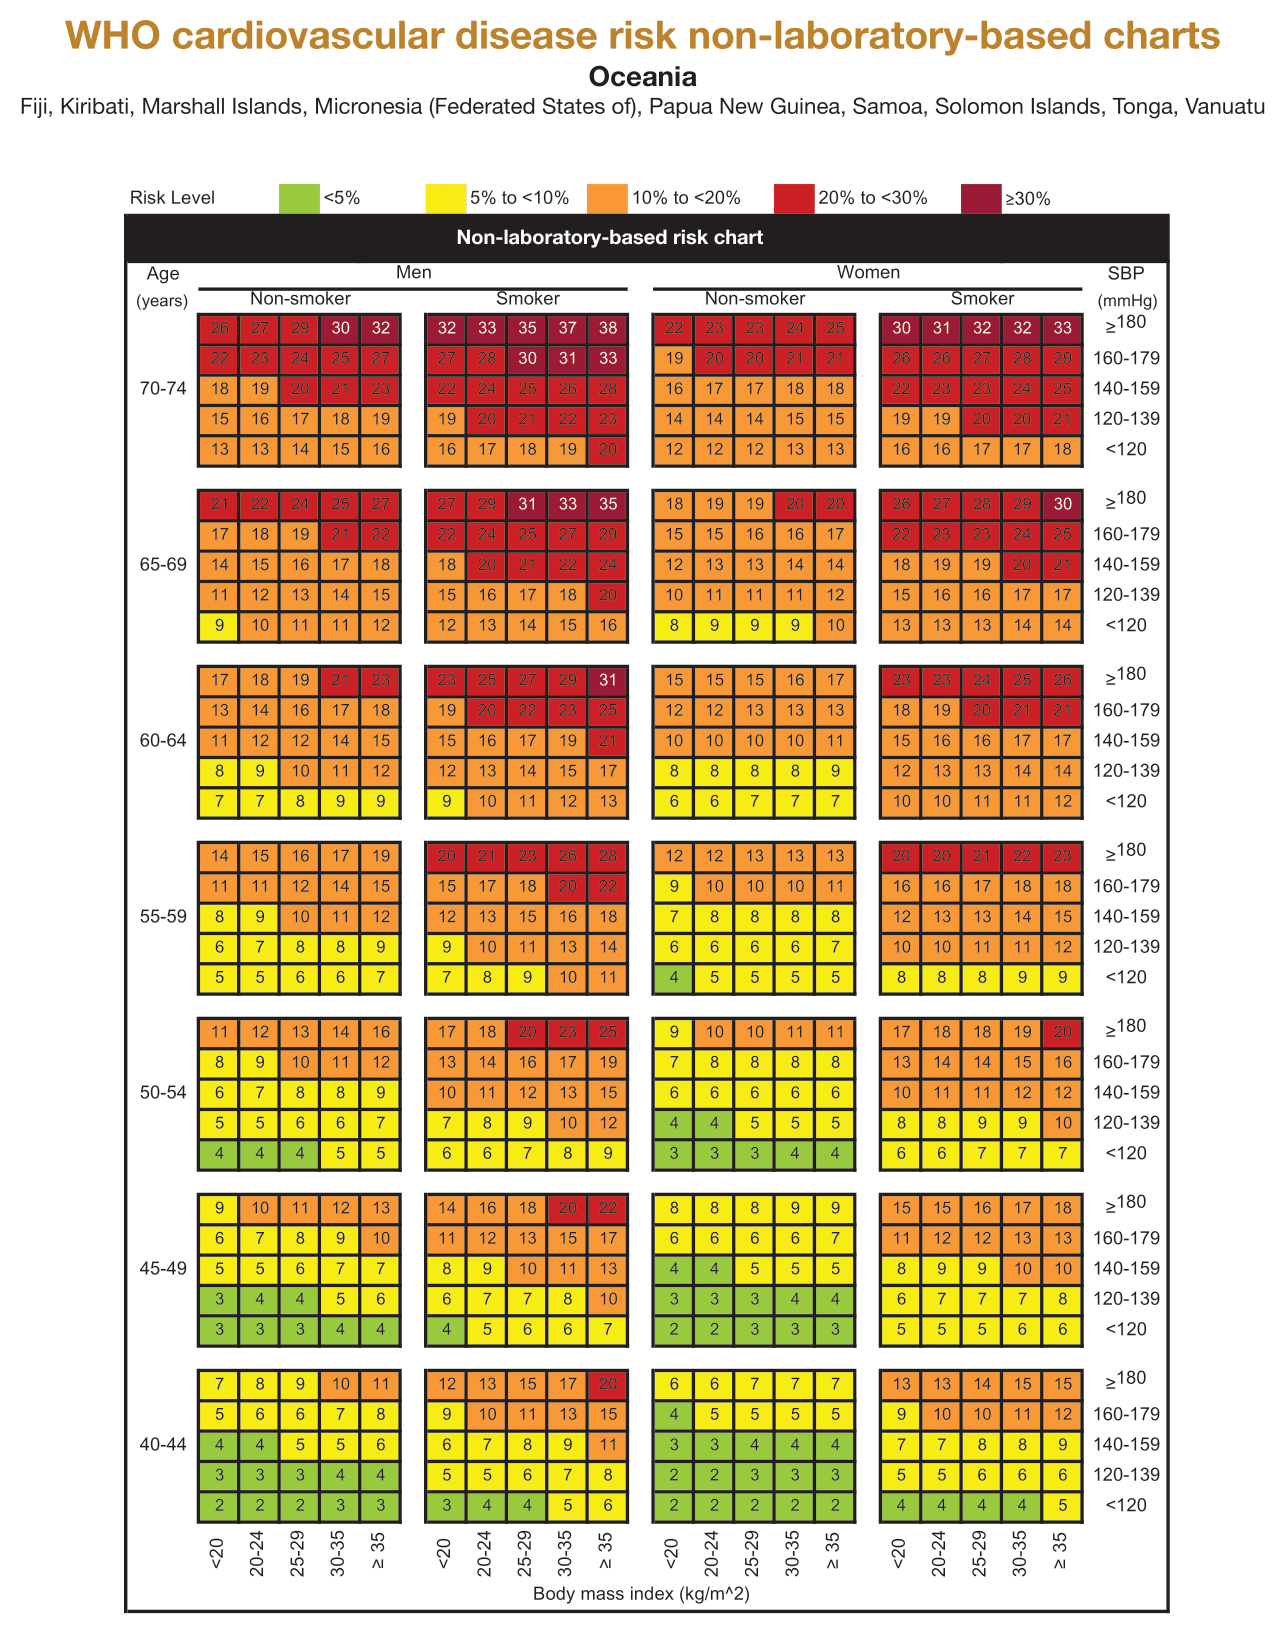 WHO cardiovascular disease risk non-laboratory-based charts
Oceania
Fiji, Kiribati, Marshall Islands, Micronesia (Federated States of), Papua New Guinea, Samoa, Solomon Islands, Tonga, Vanuatu
Risk Level <5% 5% to <10% 10% to <20% 20% to <30% ≥30%
Non-laboratory-based risk chart
Age Men Women SBP
(years) Non-smoker Smoker Non-smoker Smoker (mmHg)
26 27 29 30 32 32 33 35 37 38 22 23 23 24 25 30 31 32 32 33 ≥180
22 23 24 25 27 27 28 30 31 33 19 20 20 21 21 26 26 27 28 29 160-179
70-74 18 19 20 21 23 22 24 25 26 28 16 17 17 18 18 22 23 23 24 25 140-159
15 16 17 18 19 19 20 21 22 23 14 14 14 15 15 19 19 20 20 21 120-139
13 13 14 15 16 16 17 18 19 20 12 12 12 13 13 16 16 17 17 18 <120
21 22 24 25 27 27 29 31 33 35 18 19 19 20 20 26 27 28 29 30 ≥180
17 18 19 21 22 22 24 25 27 29 15 15 16 16 17 22 23 23 24 25 160-179
65-69 14 15 16 17 18 18 20 21 22 24 12 13 13 14 14 18 19 19 20 21 140-159
11 12 13 14 15 15 16 17 18 20 10 11 11 11 12 15 16 16 17 17 120-139
9 10 11 11 12 12 13 14 15 16 8 9 9 9 10 13 13 13 14 14 <120
17 18 19 21 23 23 25 27 29 31 15 15 15 16 17 23 23 24 25 26 ≥180
13 14 16 17 18 19 20 22 23 25 12 12 13 13 13 18 19 20 21 21 160-179
60-64 11 12 12 14 15 15 16 17 19 21 10 10 10 10 11 15 16 16 17 17 140-159
8 9 10 11 12 12 13 14 15 17 8 8 8 8 9 12 13 13 14 14 120-139
7 7 8 9 9 9 10 11 12 13 6 6 7 7 7 10 10 11 11 12 <120
14 15 16 17 19 20 21 23 26 28 12 12 13 13 13 20 20 21 22 23 ≥180
11 11 12 14 15 15 17 18 20 22 9 10 10 10 11 16 16 17 18 18 160-179
55-59 8 9 10 11 12 12 13 15 16 18 7 8 8 8 8 12 13 13 14 15 140-159
6 7 8 8 9 9 10 11 13 14 6 6 6 6 7 10 10 11 11 12 120-139
5 5 6 6 7 7 8 9 10 11 4 5 5 5 5 8 8 8 9 9 <120
11 12 13 14 16 17 18 20 23 25 9 10 10 11 11 17 18 18 19 20 ≥180
8 9 10 11 12 13 14 16 17 19 7 8 8 8 8 13 14 14 15 16 160-179
50-54 6 7 8 8 9 10 11 12 13 15 6 6 6 6 6 10 11 11 12 12 140-159
5 5 6 6 7 7 8 9 10 12 4 4 5 5 5 8 8 9 9 10 120-139
4 4 4 5 5 6 6 7 8 9 3 3 3 4 4 6 6 7 7 7 <120
9 10 11 12 13 14 16 18 20 22 8 8 8 9 9 15 15 16 17 18 ≥180
6 7 8 9 10 11 12 13 15 17 6 6 6 6 7 11 12 12 13 13 160-179
45-49 5 5 6 7 7 8 9 10 11 13 4 4 5 5 5 8 9 9 10 10 140-159
3 4 4 5 6 6 7 7 8 10 3 3 3 4 4 6 7 7 7 8 120-139
3 3 3 4 4 4 5 6 6 7 2 2 3 3 3 5 5 5 6 6 <120
7 8 9 10 11 12 13 15 17 20 6 6 7 7 7 13 13 14 15 15 ≥180
5 6 6 7 8 9 10 11 13 15 4 5 5 5 5 9 10 10 11 12 160-179
40-44 4 4 5 5 6 6 7 8 9 11 3 3 4 4 4 7 7 8 8 9 140-159
3 3 3 4 4 5 5 6 7 8 2 2 3 3 3 5 5 6 6 6 120-139
2 2 2 3 3 3 4 4 5 6 2 2 2 2 2 4 4 4 4 5 <120
<20 20-24 25-29 30-35 ≥ 35 <20 20-24 25-29 30-35 ≥ 35 <20 20-24 25-29 30-35 ≥ 35 <20 20-24 25-29 30-35 ≥ 35
Body mass index (kg/m^2)